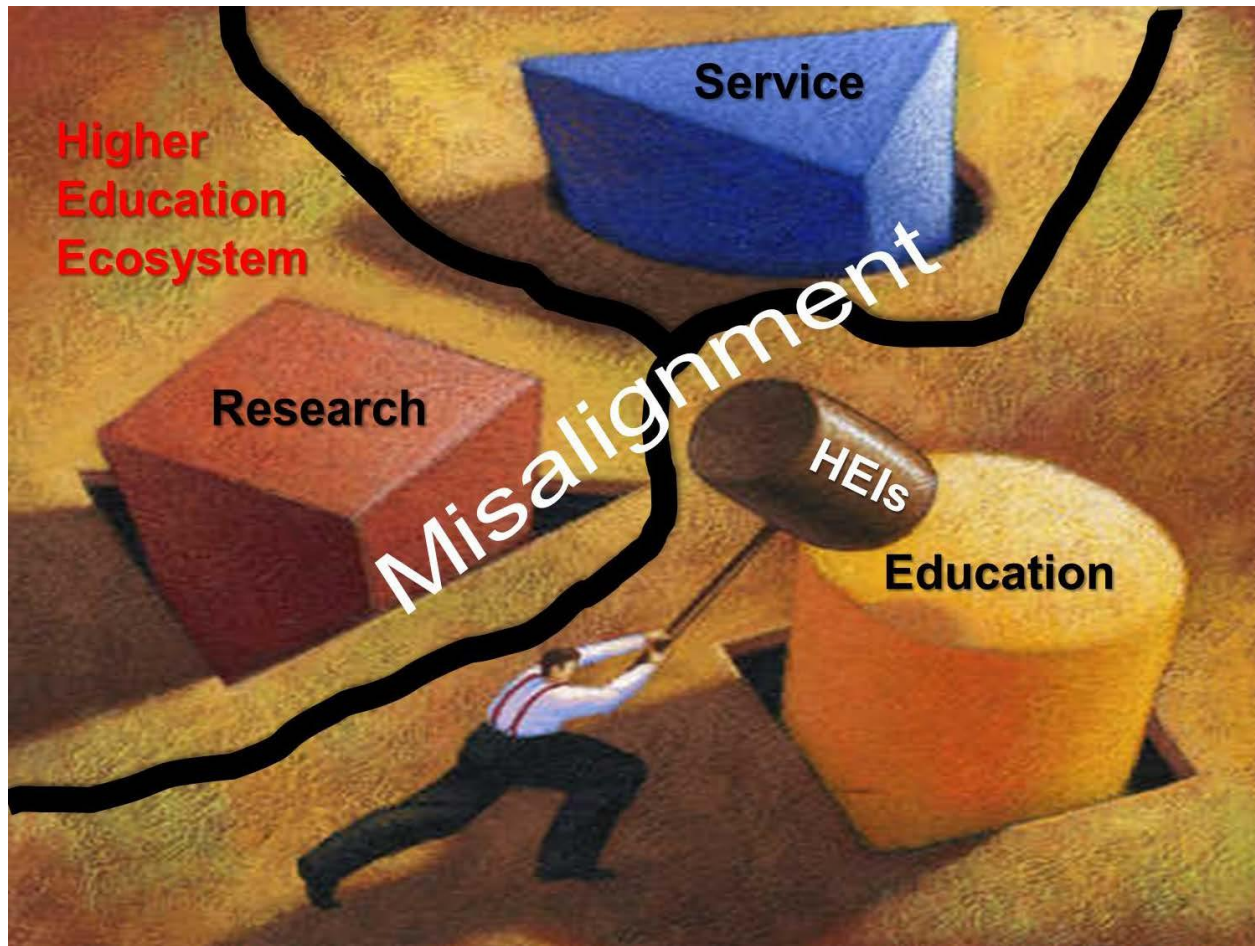 Higher
Education
Ecosystem
Service
Research
Misalignment
HEIs
Education